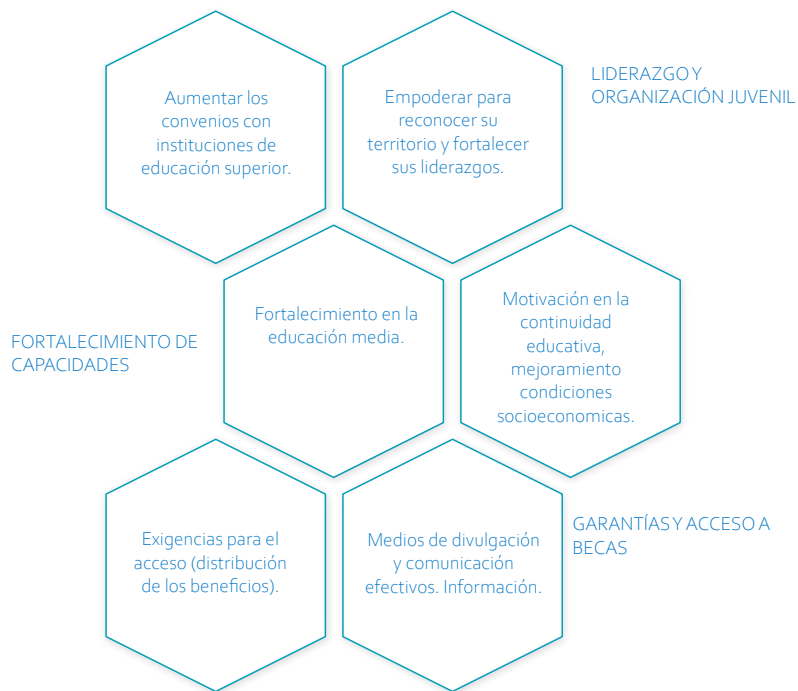 Aumentar los
convenios con
instituciones de
educación superior.
Empoderar para
reconocer su
territorio y fortalecer
sus liderazgos.
LIDERAZGO Y
ORGANIZACIÓN JUVENIL
FORTALECIMIENTO DE
CAPACIDADES
Fortalecimiento en la
educación media.
Motivación en la
continuidad
educativa,
mejoramiento
condiciones
socioeconomicas.
Exigencias para el
acceso (distribución
de los beneficios).
Medios de divulgación
y comunicación
efectivos. Información.
GARANTÍAS Y ACCESO A
BECAS